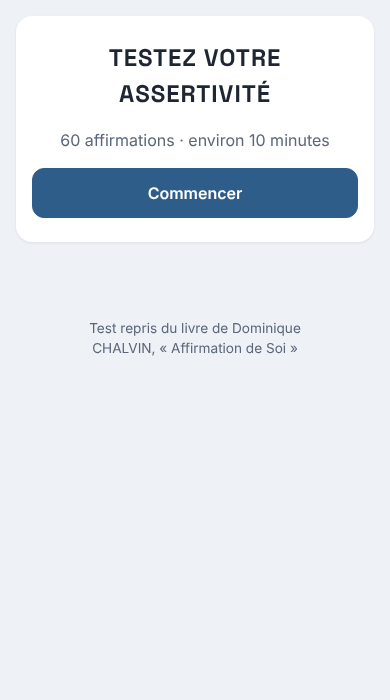 TESTEZ VOTRE
ASSERTIVITÉ
60 affirmations · environ 10 minutes
Commencer
Test repris du livre de Dominique
CHALVIN, « Affirmation de Soi »